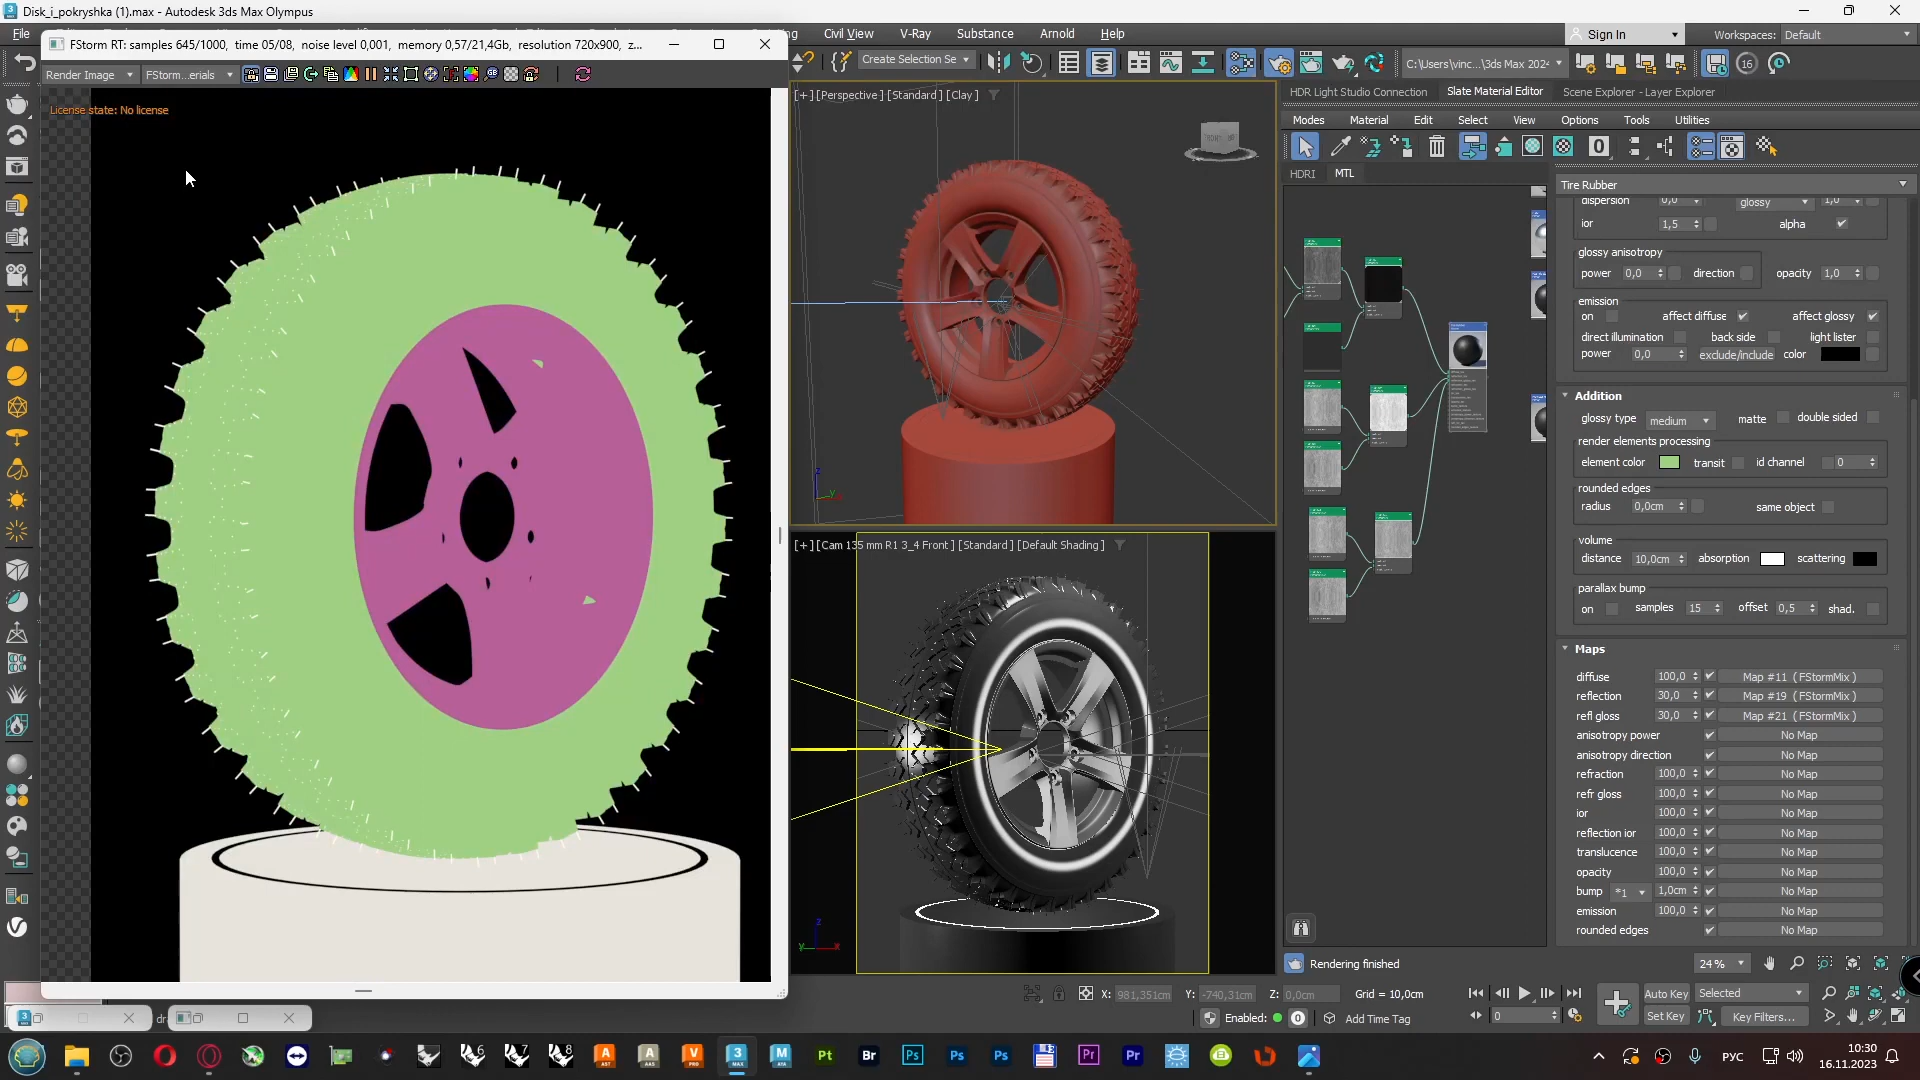 Disk_i_pokryshka (1).max - Autodesk 3ds Max Olympus
File
Civil View
V-Ray
Substance
Arnold
Help
Sign In
Workspaces:
Default
FStorm RT: samples 645/1000, time 05/08, noise level 0,001, memory 0,57/21,4Gb, resolution 720x900, z...
Render Image
FStorm...erials
License state: No license
Create Selection Se
C:\Users\vinc...\3ds Max 2024
16
[+] [Perspective ] [Standard ] [Clay ]
HDR Light Studio Connection
Slate Material Editor
Scene Explorer - Layer Explorer
Modes
Material
Edit
Select
View
Options
Tools
Utilities
HDRI
MTL
Tire Rubber
dispersion
0,0
glossy
1,0
ior
1,5
alpha
glossy anisotropy
power
0,0
direction
opacity
1,0
emission
on
affect diffuse
affect glossy
direct illumination
back side
light lister
power
0,0
exclude/include
color
Addition
glossy type
medium
matte
double sided
render elements processing
element color
transit
id channel
0
rounded edges
radius
0,0cm
same object
volume
distance
10,0cm
absorption
scattering
parallax bump
on
samples
15
offset
0,5
shad.
Maps
diffuse
100,0
Map #11 ( FStormMix )
reflection
30,0
Map #19 ( FStormMix )
refl gloss
30,0
Map #21 ( FStormMix )
anisotropy power
No Map
anisotropy direction
No Map
refraction
100,0
No Map
refr gloss
100,0
No Map
ior
100,0
No Map
reflection ior
100,0
No Map
translucence
100,0
No Map
opacity
100,0
No Map
bump
*1
1,0cm
No Map
emission
100,0
No Map
rounded edges
No Map
[+] [Cam 135 mm R1 3_4 Front ] [Standard ] [Default Shading ]
Rendering finished
24 %
X:
981,351cm
Y:
-740,31cm
Z:
0,0cm
Grid = 10,0cm
Enabled:
0
Add Time Tag
0
Auto Key
Selected
Set Key
Key Filters...
РУС
10:30
16.11.2023